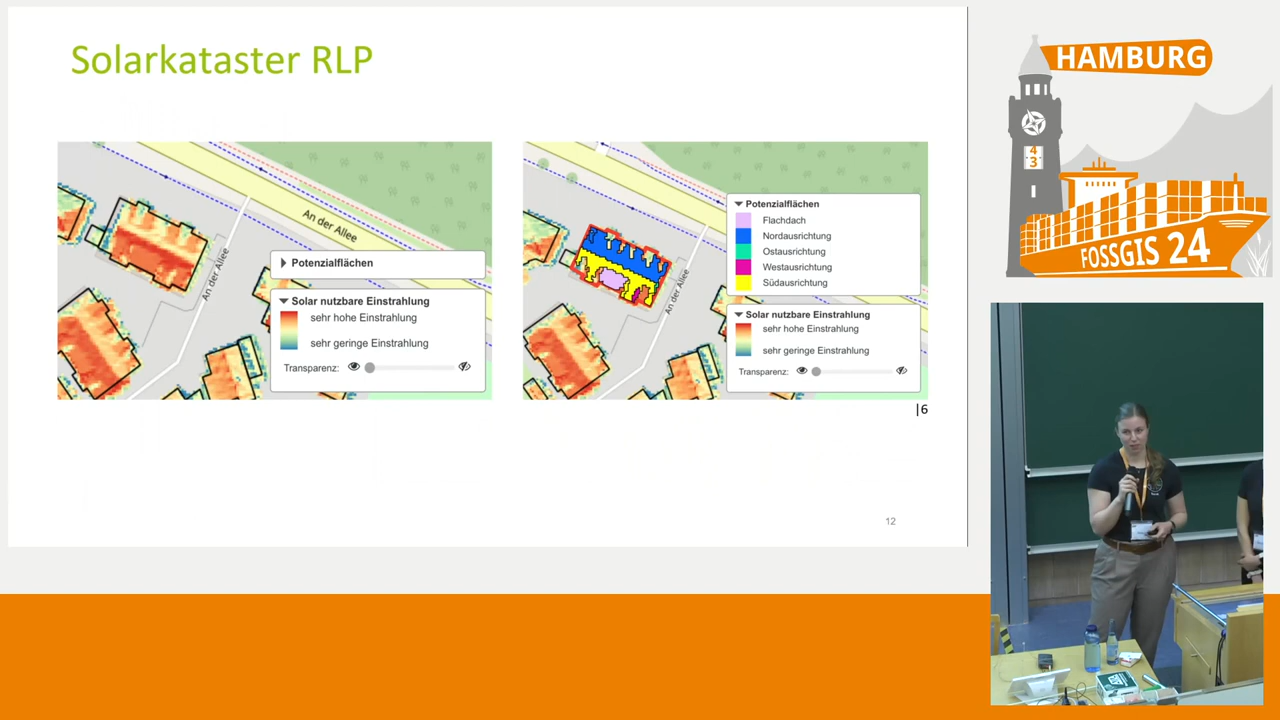 Solarkataster RLP
An der Allee
An der Allee
Potenzialflächen
Solar nutzbare Einstrahlung
sehr hohe Einstrahlung
sehr geringe Einstrahlung
Transparenz:
An der Allee
Potenzialflächen
Flachdach
Nordausrichtung
Ostausrichtung
Westausrichtung
Südausrichtung
Solar nutzbare Einstrahlung
sehr hohe Einstrahlung
sehr geringe Einstrahlung
Transparenz:
|6
12
HAMBURG
4
3
FOSSGIS 24